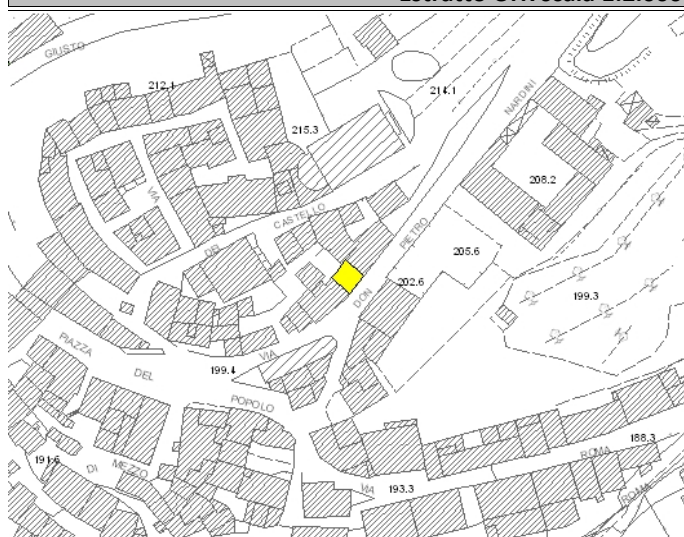 GIUSTO
212.1
214.1
215.3
NARDINI
208.2
VIA
DEL
CASTELLO
PIETRO
205.6
202.6
DON
VIA
199.3
PIAZZA
DEL
POPOLO
199.4
188.3
ROMA
191.6
DI
MEZZO
VIA
193.3
ROMA